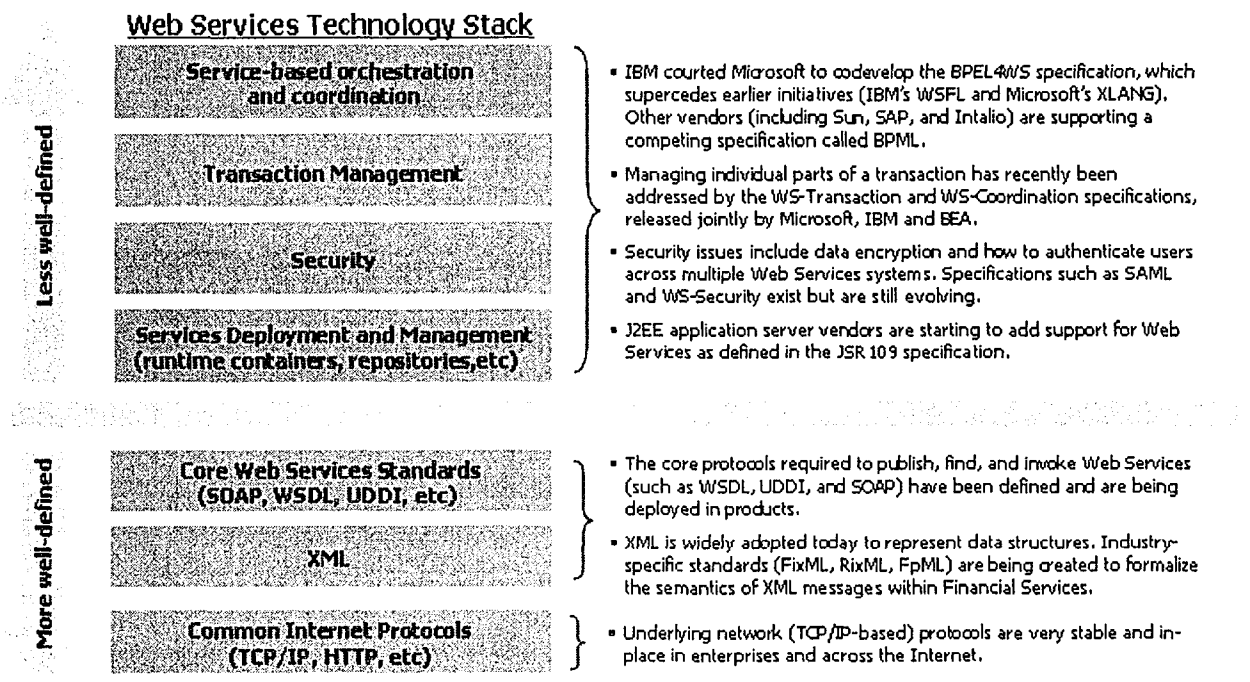 Web Services Technology Stack
Less well-defined
Service-based orchestration
and coordination
Transaction Management
Security
Services Deployment and Management
(runtime containers, repositories,etc)
▪ IBM courted Microsoft to codevelop the BPEL4WS specification, which
supercedes earlier initiatives (IBM's WSFL and Microsoft's XLANG).
Other vendors (including Sun, SAP, and Intalio) are supporting a
competing specification called BPML.
▪ Managing individual parts of a transaction has recently been
addressed by the WS-Transaction and WS-Coordination specifications,
released jointly by Microsoft, IBM and BEA.
▪ Security issues include data encryption and how to authenticate users
across multiple Web Services systems. Specifications such as SAML
and WS-Security exist but are still evolving.
▪ J2EE application server vendors are starting to add support for Web
Services as defined in the JSR 109 specification.
More well-defined
Core Web Services Standards
(SOAP, WSDL, UDDI, etc)
XML
Common Internet Protocols
(TCP/IP, HTTP, etc)
▪ The core protocols required to publish, find, and invoke Web Services
(such as WSDL, UDDI, and SOAP) have been defined and are being
deployed in products.
▪ XML is widely adopted today to represent data structures. Industry-
specific standards (FixML, RixML, FpML) are being created to formalize
the semantics of XML messages within Financial Services.
▪ Underlying network (TCP/IP-based) protocols are very stable and in-
place in enterprises and across the Internet.